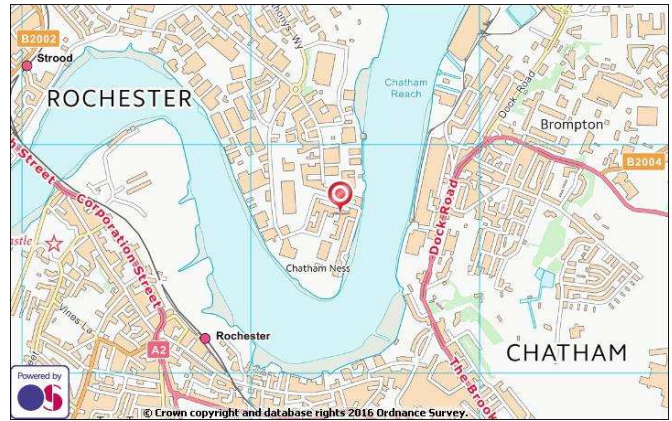 B2002
Strood
ROCHESTER
Chatham
Reach
Dock Road
Brompton
B2004
h Street
Corporation Street
Dock Road
stle
Chatham Ness
Vines La
Rochester
A2
CHATHAM
The Brook
Powered by
OS
© Crown copyright and database rights 2016 Ordnance Survey.